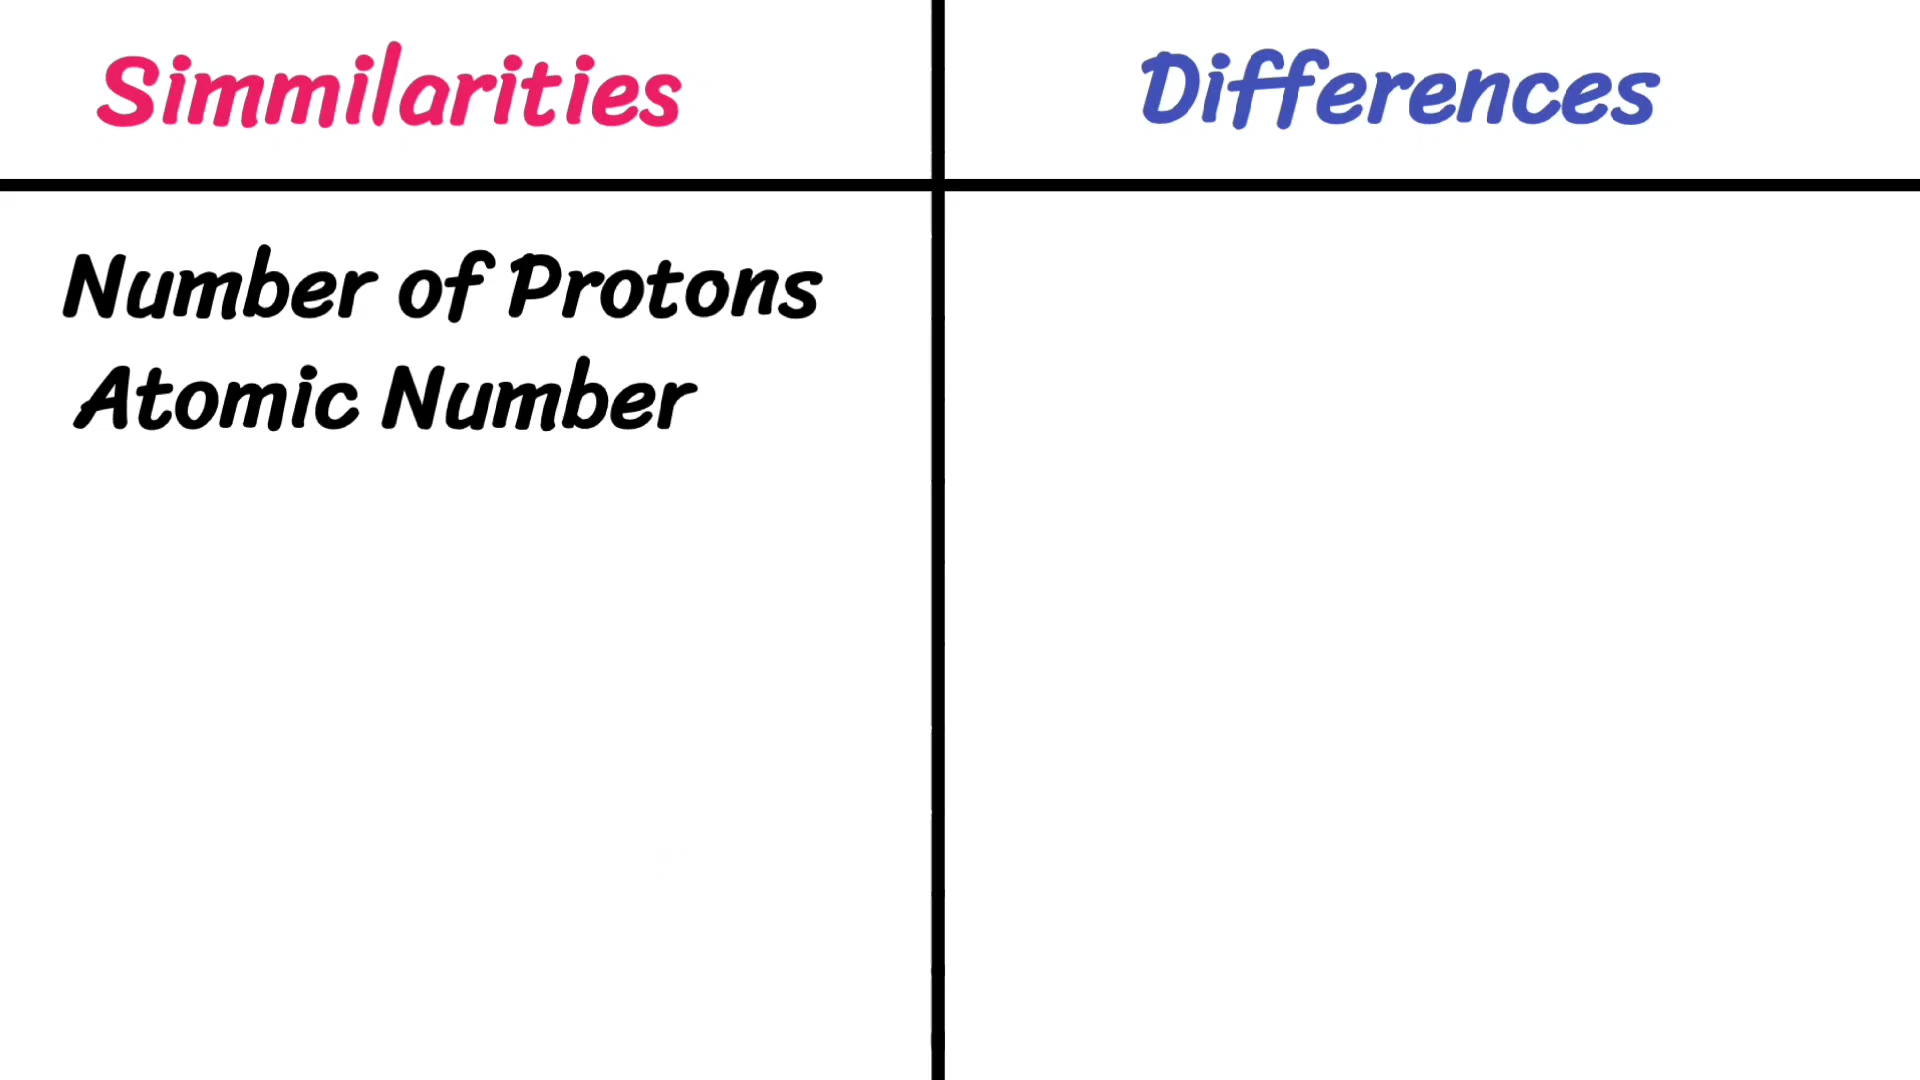 Simmilarities
Differences
Number of Protons
Atomic Number